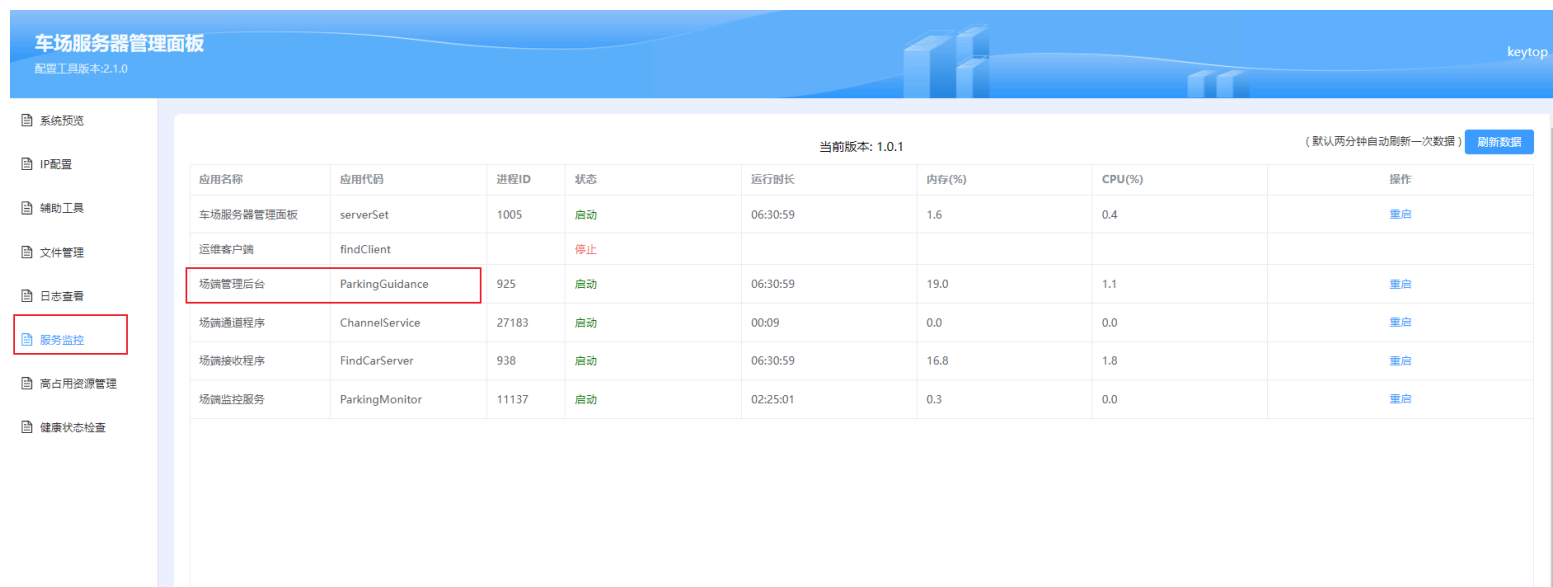 车场服务器管理面板
配置工具版本:2.1.0
keytop
系统预览
IP配置
辅助工具
文件管理
日志查看
服务监控
高占用资源管理
健康状态检查
当前版本: 1.0.1
(默认两分钟自动刷新一次数据) 刷新数据
应用名称 应用代码 进程ID 状态 运行时长 内存(%) CPU(%) 操作
车场服务器管理面板 serverSet 1005 启动 06:30:59 1.6 0.4 重启
运维客户端 findClient 停止
场端管理后台 ParkingGuidance 925 启动 06:30:59 19.0 1.1 重启
场端通道程序 ChannelService 27183 启动 00:09 0.0 0.0 重启
场端接收程序 FindCarServer 938 启动 06:30:59 16.8 1.8 重启
场端监控服务 ParkingMonitor 11137 启动 02:25:01 0.3 0.0 重启